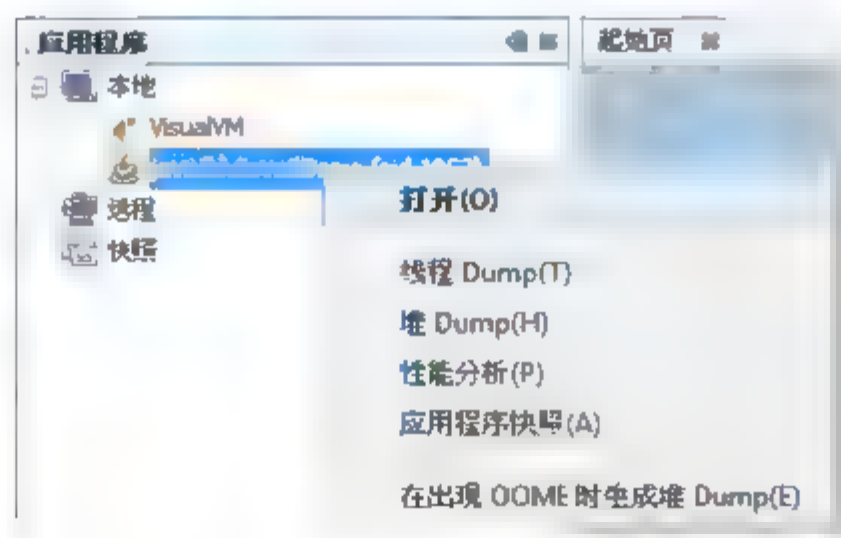 应用程序
起始页
本地
VisualVM
打开(O)
远程
快照
线程 Dump(T)
堆 Dump(H)
性能分析(P)
应用程序快照(A)
在出现 OOME 时生成堆 Dump(E)